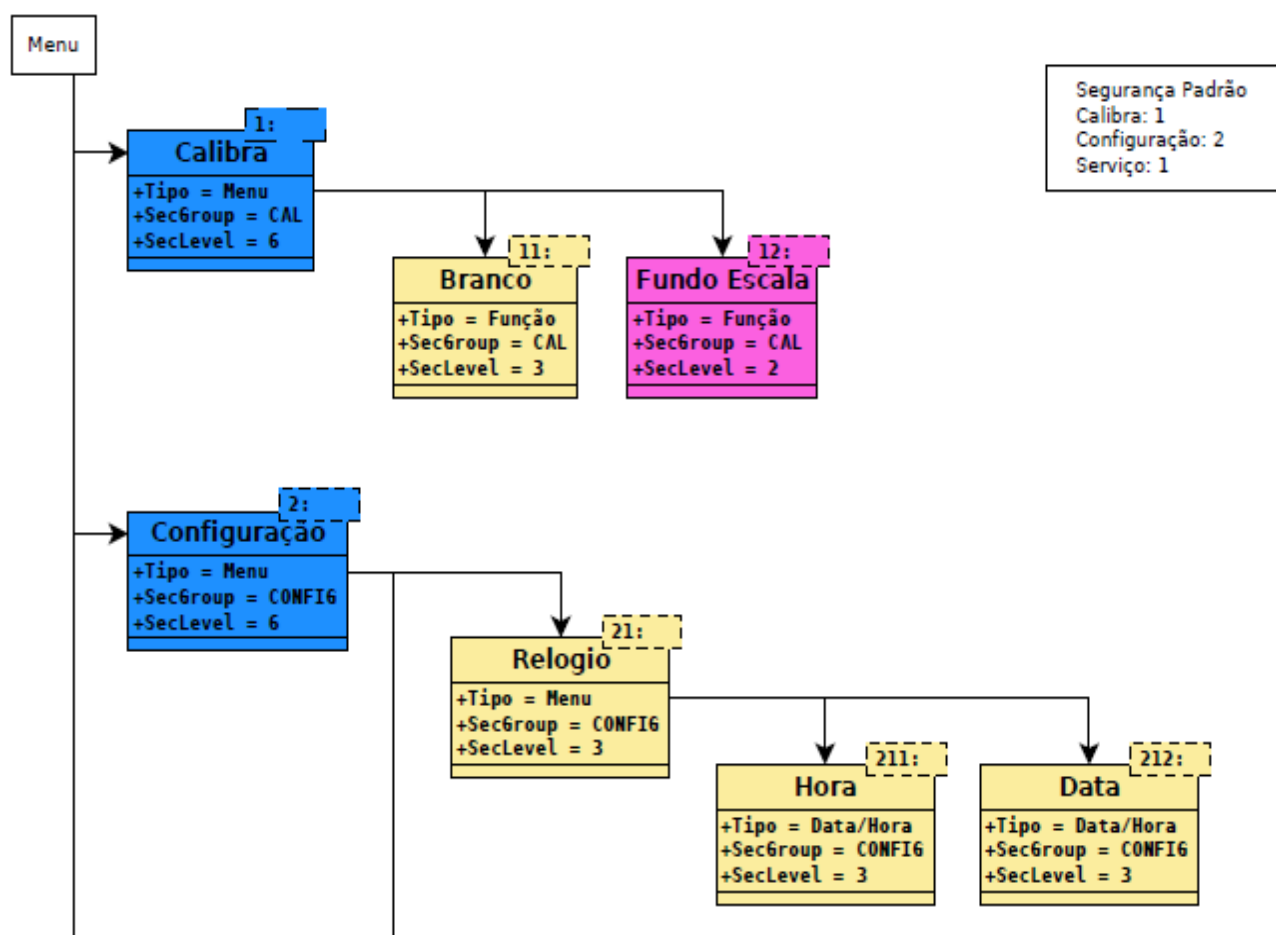 Menu
Segurança Padrão
Calibra: 1
Configuração: 2
Serviço: 1
1:
Calibra
+Tipo = Menu
+SecGroup = CAL
+SecLevel = 6
11:
Branco
+Tipo = Função
+SecGroup = CAL
+SecLevel = 3
12:
Fundo Escala
+Tipo = Função
+SecGroup = CAL
+SecLevel = 2
2:
Configuração
+Tipo = Menu
+SecGroup = CONFIG
+SecLevel = 6
21:
Relogio
+Tipo = Menu
+SecGroup = CONFIG
+SecLevel = 3
211:
Hora
+Tipo = Data/Hora
+SecGroup = CONFIG
+SecLevel = 3
212:
Data
+Tipo = Data/Hora
+SecGroup = CONFIG
+SecLevel = 3